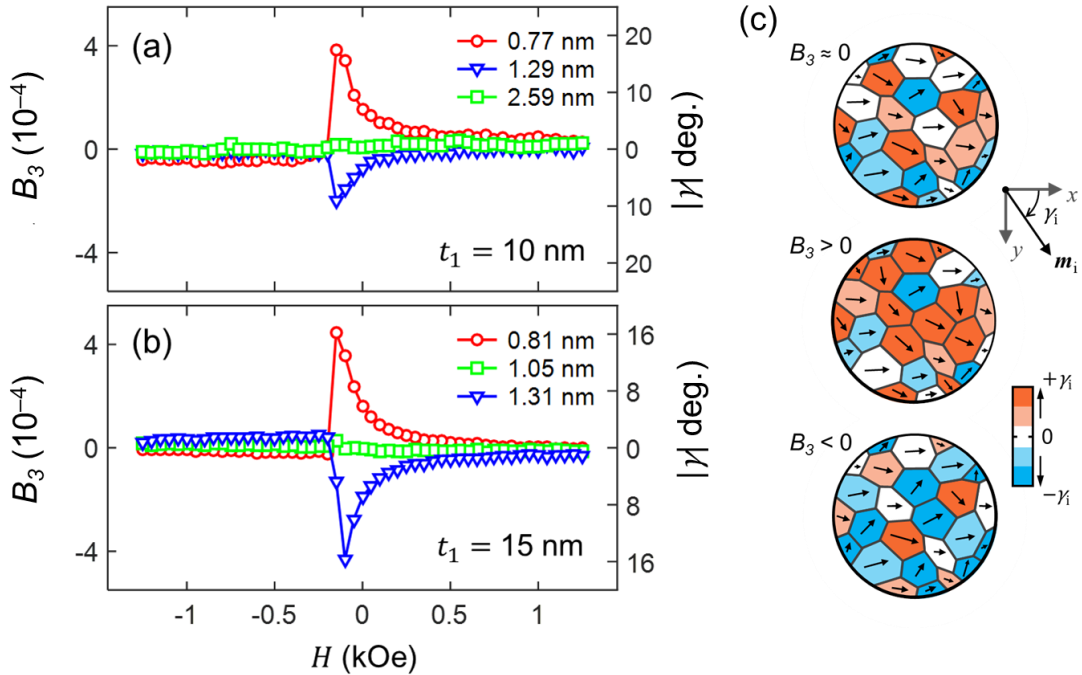 (a)
B₃ (10⁻⁴)
4
0
-4
0.77 nm
1.29 nm
2.59 nm
t₁ = 10 nm
20
10
0
10
20
|γ| deg.
(b)
B₃ (10⁻⁴)
4
0
-4
0.81 nm
1.05 nm
1.31 nm
t₁ = 15 nm
16
8
0
8
16
|γ| deg.)
-1
-0.5
0
0.5
1
H (kOe)
(c)
B₃ ≈ 0
x
γᵢ
y
mᵢ
B₃ > 0
+γᵢ
0
−γᵢ
B₃ < 0